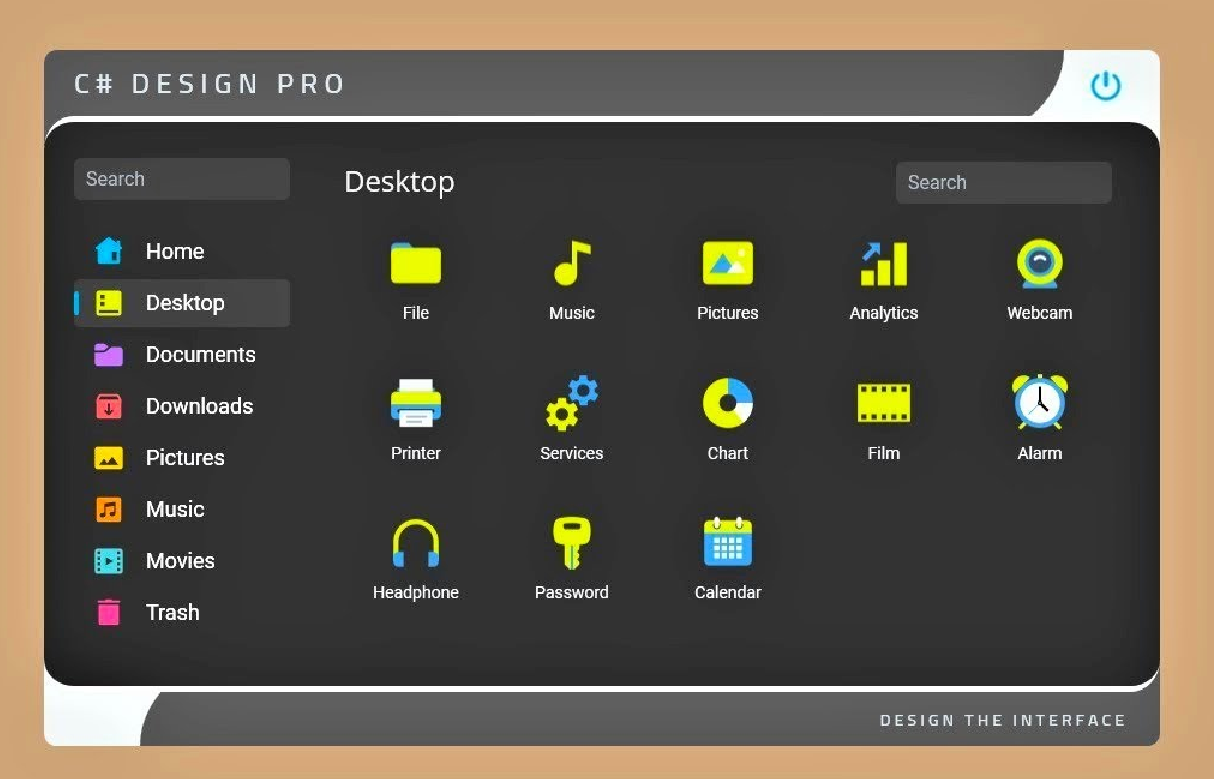 C# DESIGN PRO
Search
Home
Desktop
Documents
Downloads
Pictures
Music
Movies
Trash
Desktop
Search
File
Music
Pictures
Analytics
Webcam
Printer
Services
Chart
Film
Alarm
Headphone
Password
Calendar
DESIGN THE INTERFACE